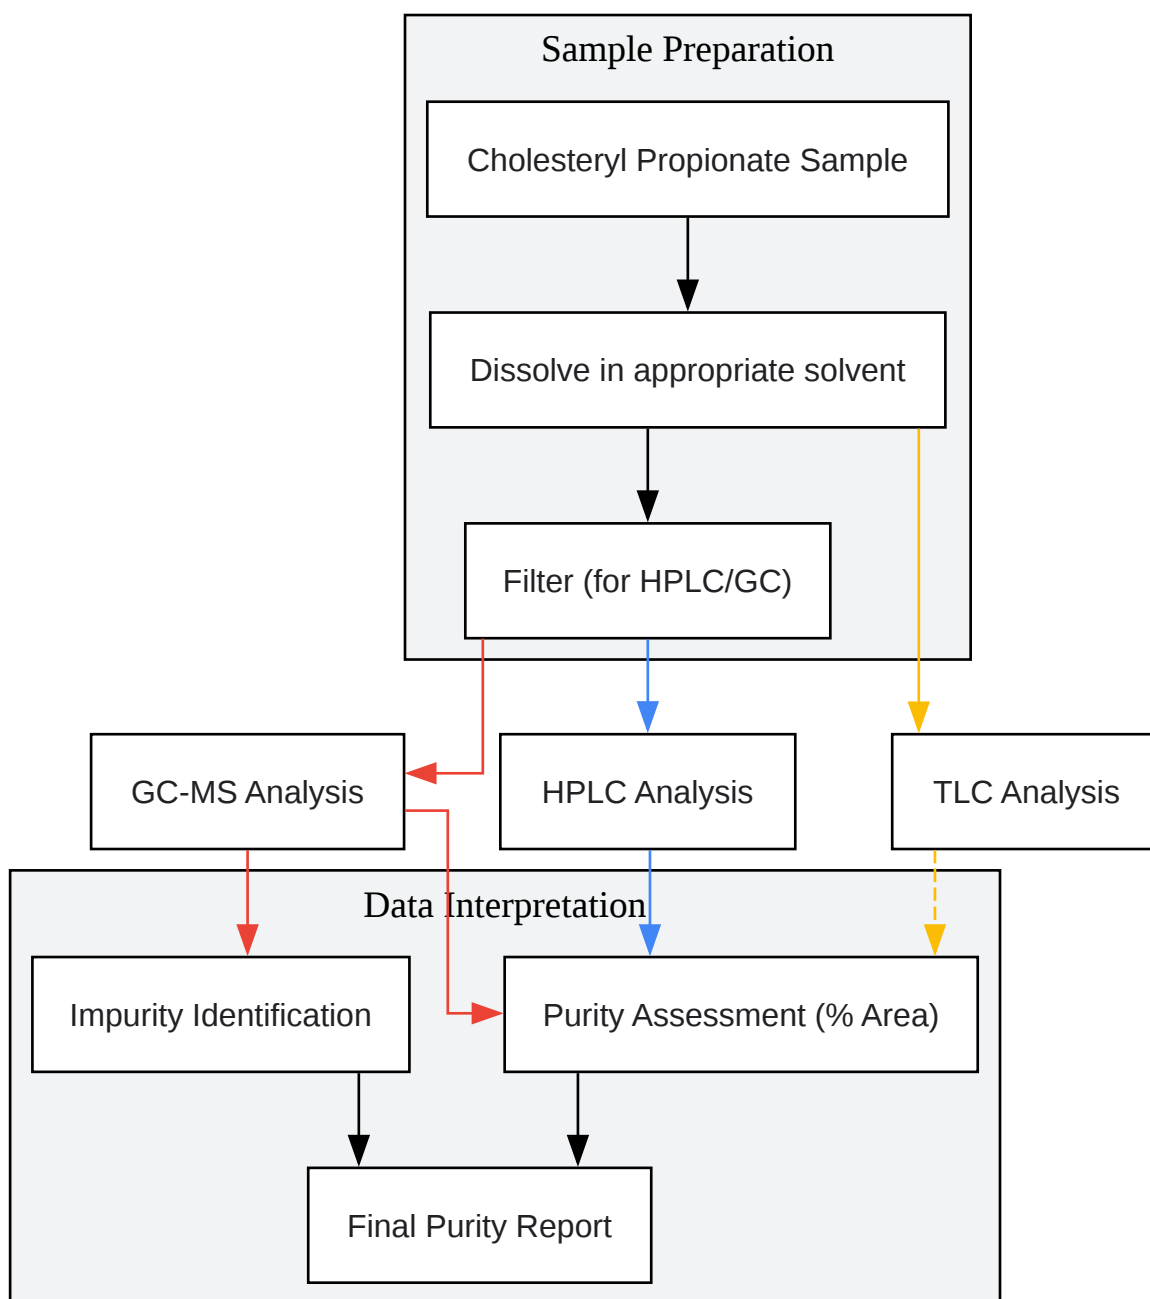 Sample Preparation
Cholesteryl Propionate Sample
Dissolve in appropriate solvent
Filter (for HPLC/GC)
GC-MS Analysis
HPLC Analysis
TLC Analysis
Data Interpretation
Impurity Identification
Purity Assessment (% Area)
Final Purity Report